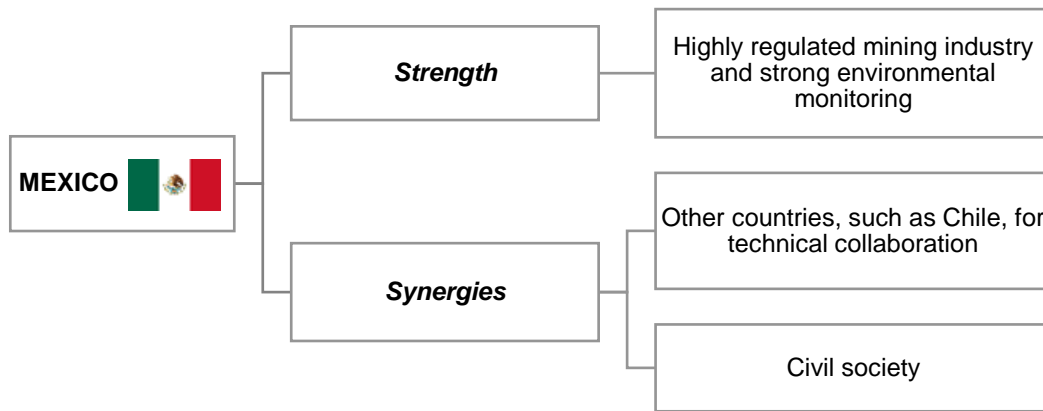 MEXICO
Strength
Highly regulated mining industry
and strong environmental
monitoring
Synergies
Other countries, such as Chile, for
technical collaboration
Civil society